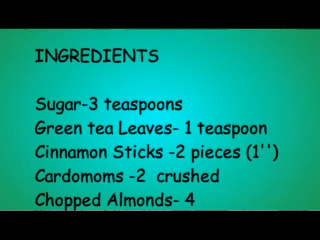 INGREDIENTS
Sugar-3 teaspoons
Green tea Leaves- 1 teaspoon
Cinnamon Sticks -2 pieces (1'')
Cardomoms -2  crushed
Chopped Almonds- 4